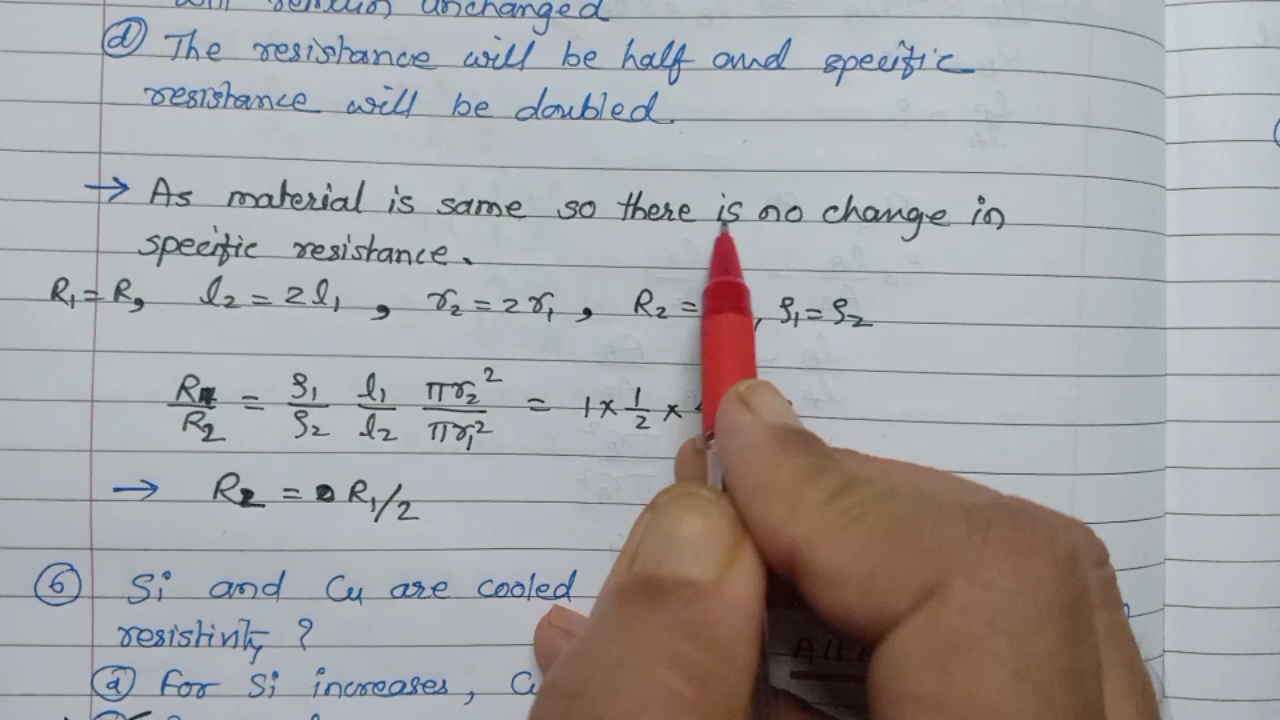 unchanged
(d) The resistance will be half and specific
resistance will be doubled.
→ As material is same so there is no change in
specific resistance.
R₁ = R, l₂ = 2l₁, r₂ = 2r₁, R₂ = , ρ₁ = ρ₂
R₁/R₂ = ρ₁/ρ₂ l₁/l₂ πr₂²/πr₁² = 1 × 1/2 ×
→ R₂ = R₁/2
(6) Si and Cu are cooled
resistivity ?
(a) For Si increases,